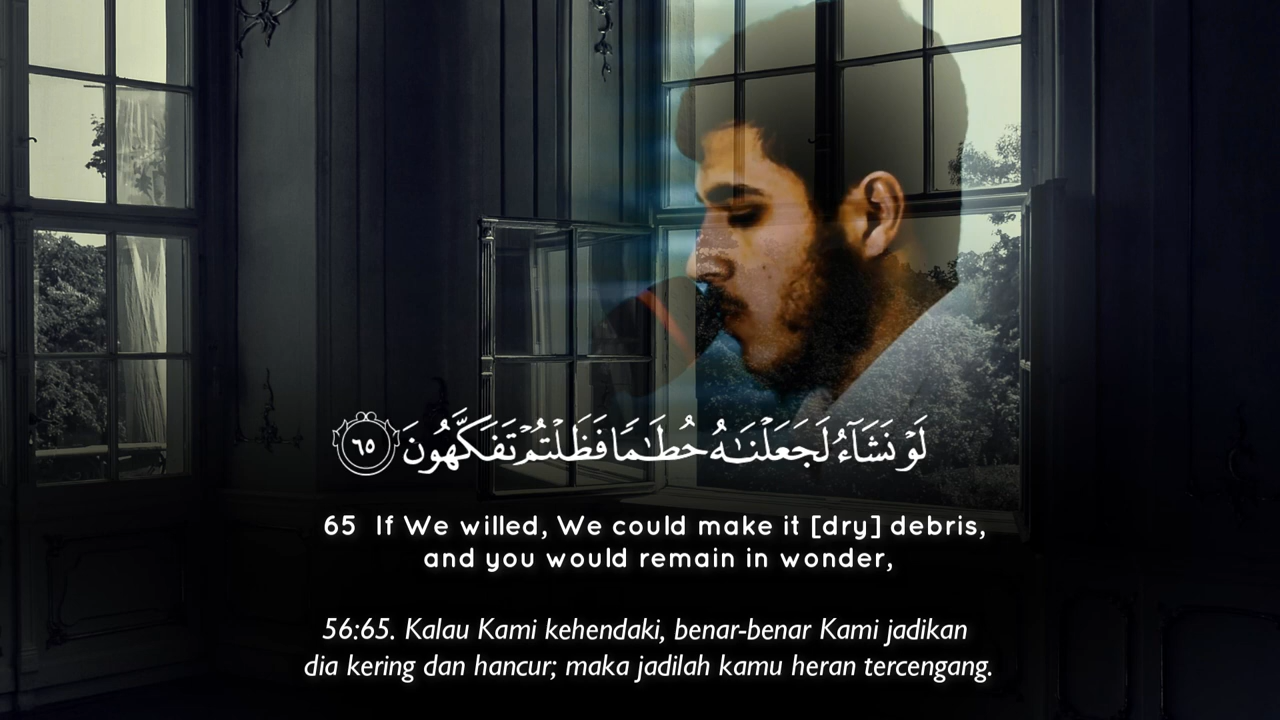 لَوْ نَشَآءُ لَجَعَلْنَـٰهُ حُطَـٰمًا فَظَلْتُمْ تَفَكَّهُونَ ٦٥
65 If We willed, We could make it [dry] debris,
and you would remain in wonder,
56:65. Kalau Kami kehendaki, benar-benar Kami jadikan
dia kering dan hancur; maka jadilah kamu heran tercengang.